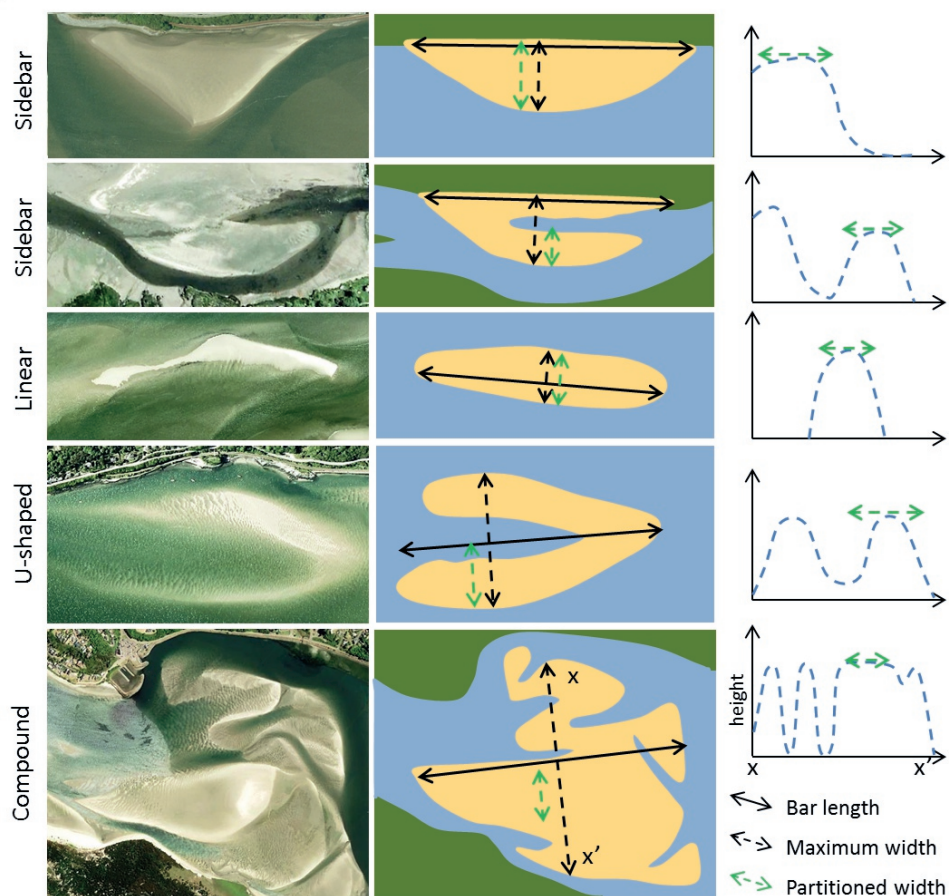 Sidebar
Sidebar
Linear
U-shaped
Compound
x
x'
height
x
x'
Bar length
Maximum width
Partitioned width